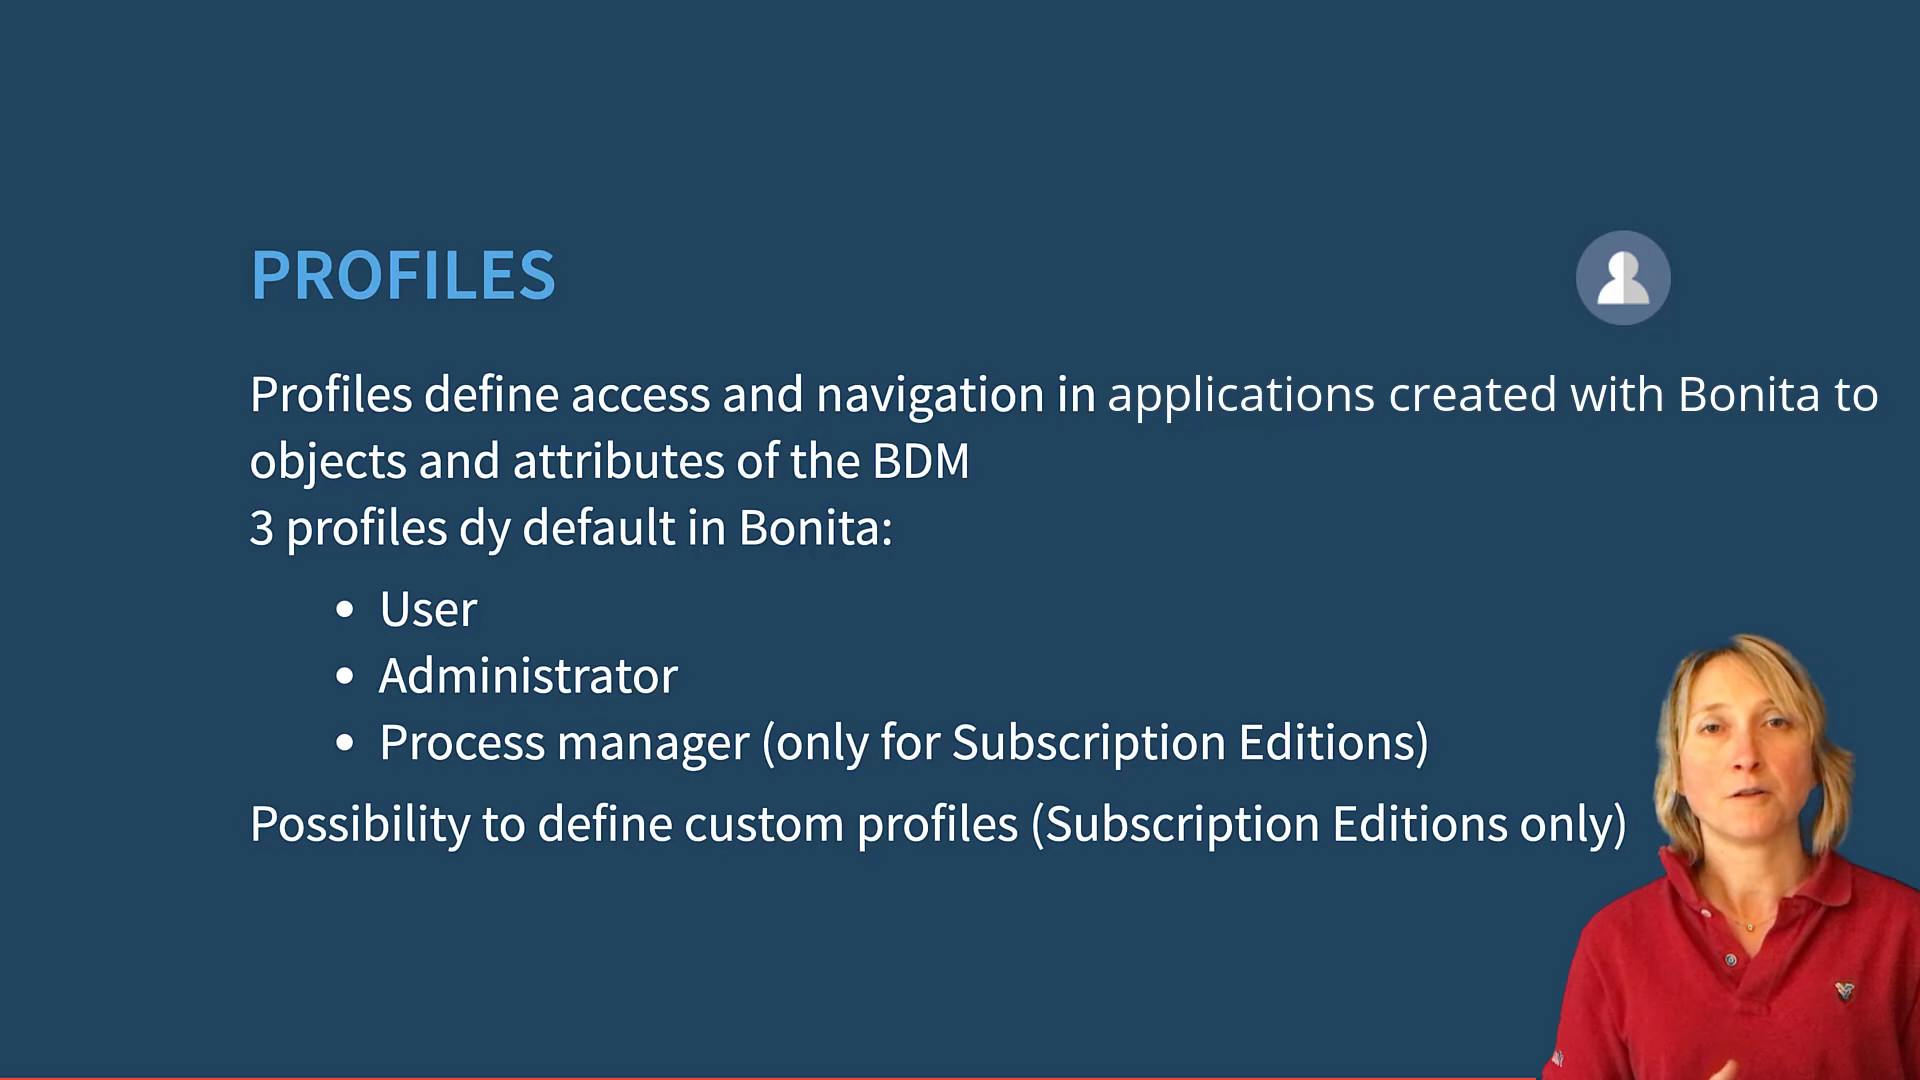 PROFILES
Profiles define access and navigation in applications created with Bonita to
objects and attributes of the BDM
3 profiles dy default in Bonita:
• User
• Administrator
• Process manager (only for Subscription Editions)
Possibility to define custom profiles (Subscription Editions only)